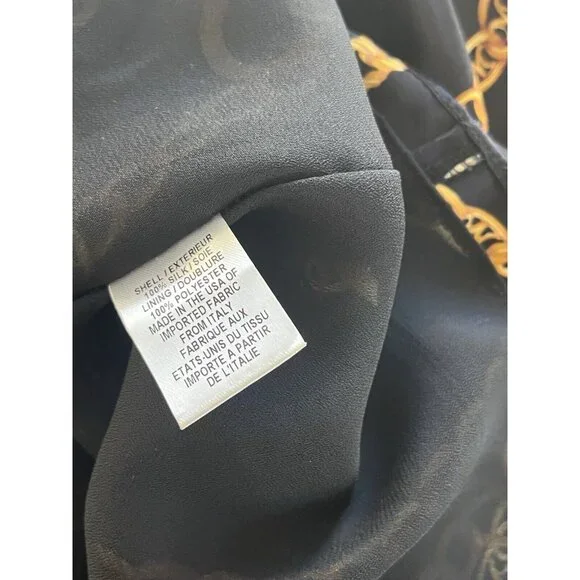 SHELL / EXTERIEUR
100% SILK / SOIE
LINING / DOUBLURE
100% POLYESTER
MADE IN THE USA OF
IMPORTED FABRIC
FROM ITALY
FABRIQUE AUX
ETATS-UNIS DU TISSU
IMPORTE A PARTIR
DE L'ITALIE